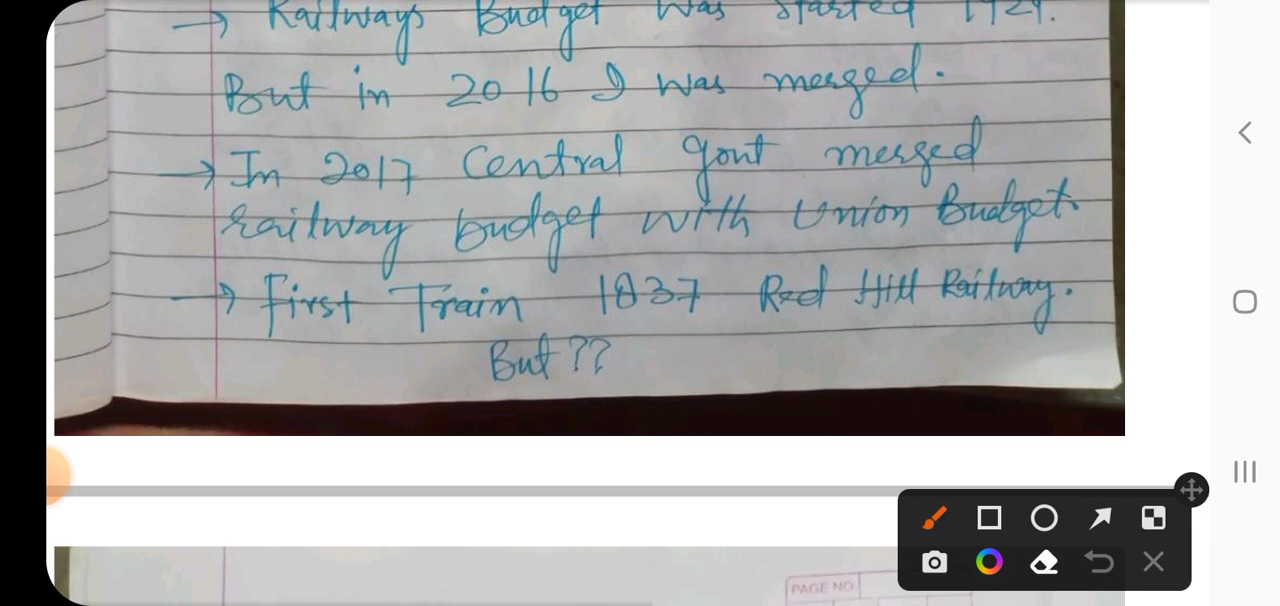 → Railways Budget was started 1924.
But in 2016 I was merged.
→ In 2017 Central govt merged
railway budget with Union Budget.
→ First Train 1837 Red Hill Railway.
But ??
PAGE NO